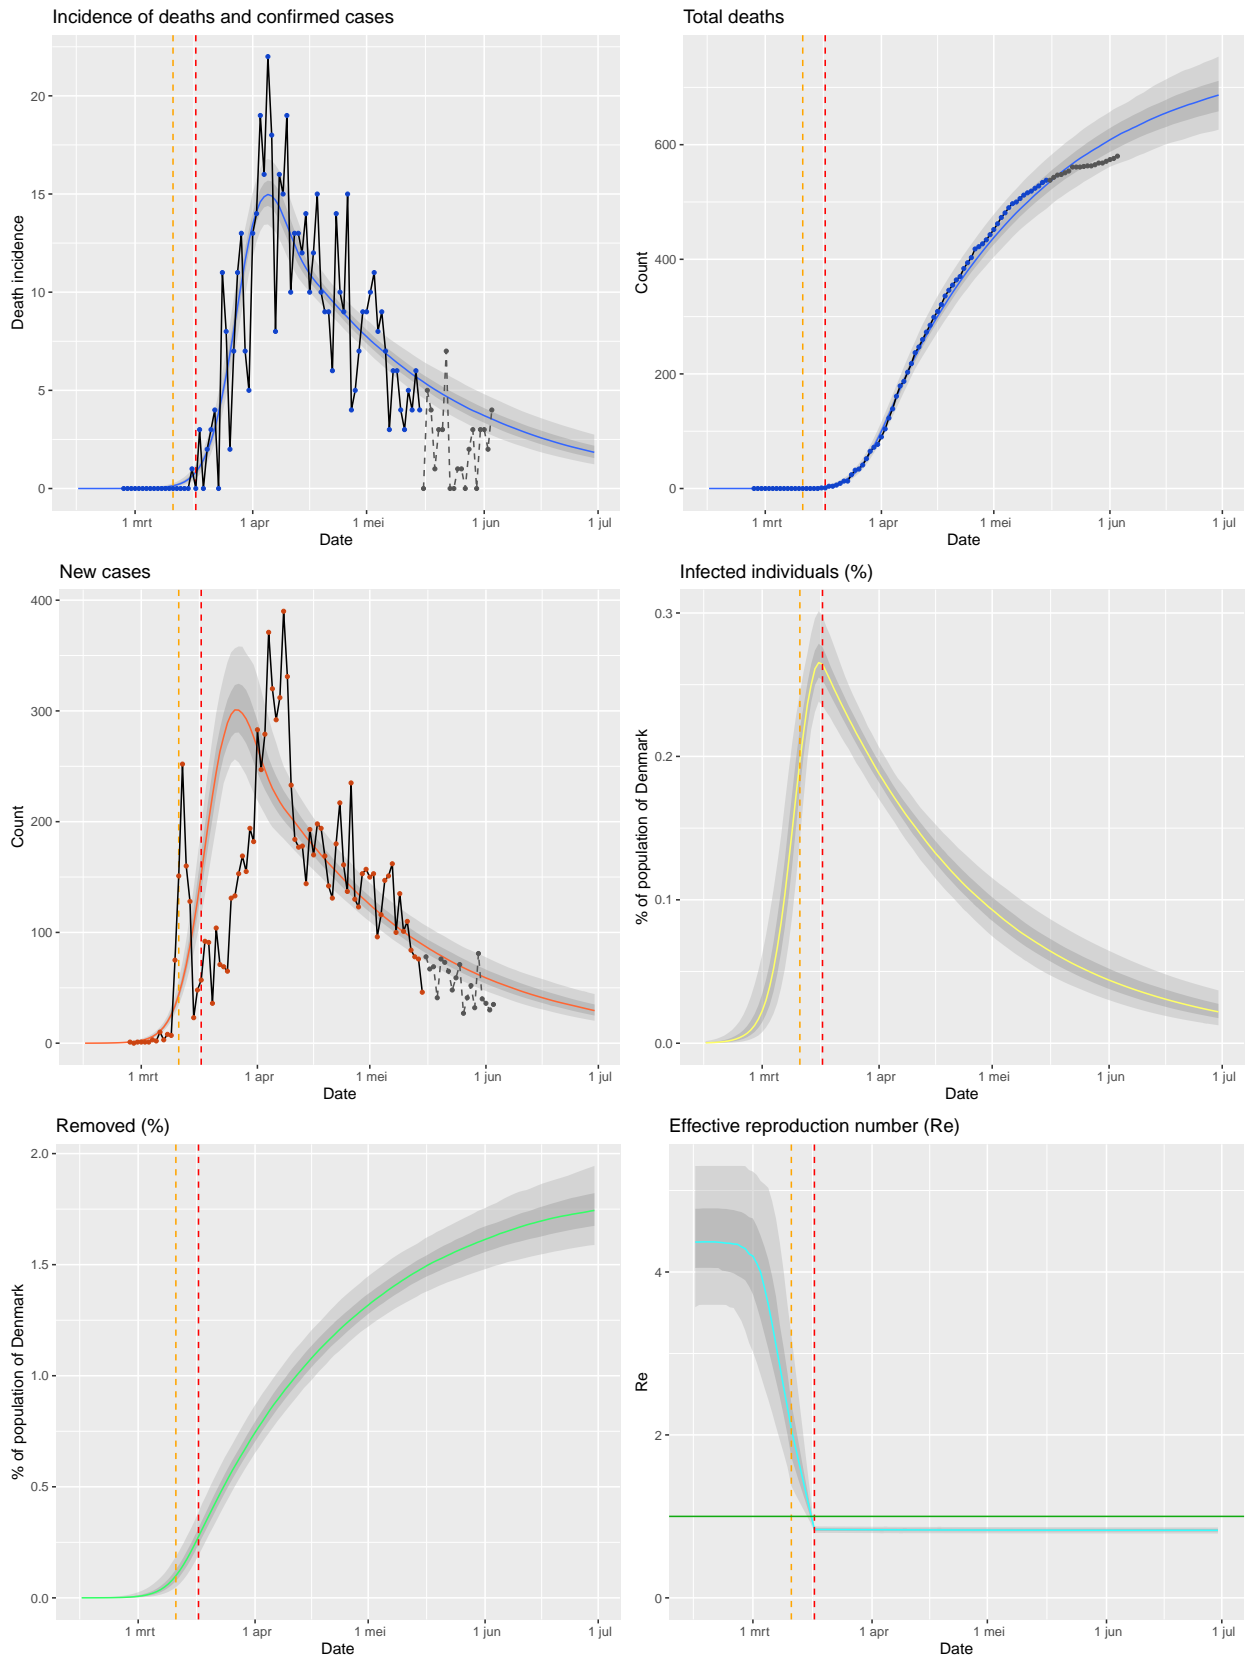 Incidence of deaths and confirmed cases
Death incidence
20
15
10
5
0
1 mrt 1 apr 1 mei 1 jun 1 jul
Date
Total deaths
Count
600
400
200
0
1 mrt 1 apr 1 mei 1 jun 1 jul
Date
New cases
Count
400
300
200
100
0
1 mrt 1 apr 1 mei 1 jun 1 jul
Date
Infected individuals (%)
% of population of Denmark
0.3
0.2
0.1
0.0
1 mrt 1 apr 1 mei 1 jun 1 jul
Date
Removed (%)
% of population of Denmark
2.0
1.5
1.0
0.5
0.0
1 mrt 1 apr 1 mei 1 jun 1 jul
Date
Effective reproduction number (Re)
Re
4
2
0
1 mrt 1 apr 1 mei 1 jun 1 jul
Date